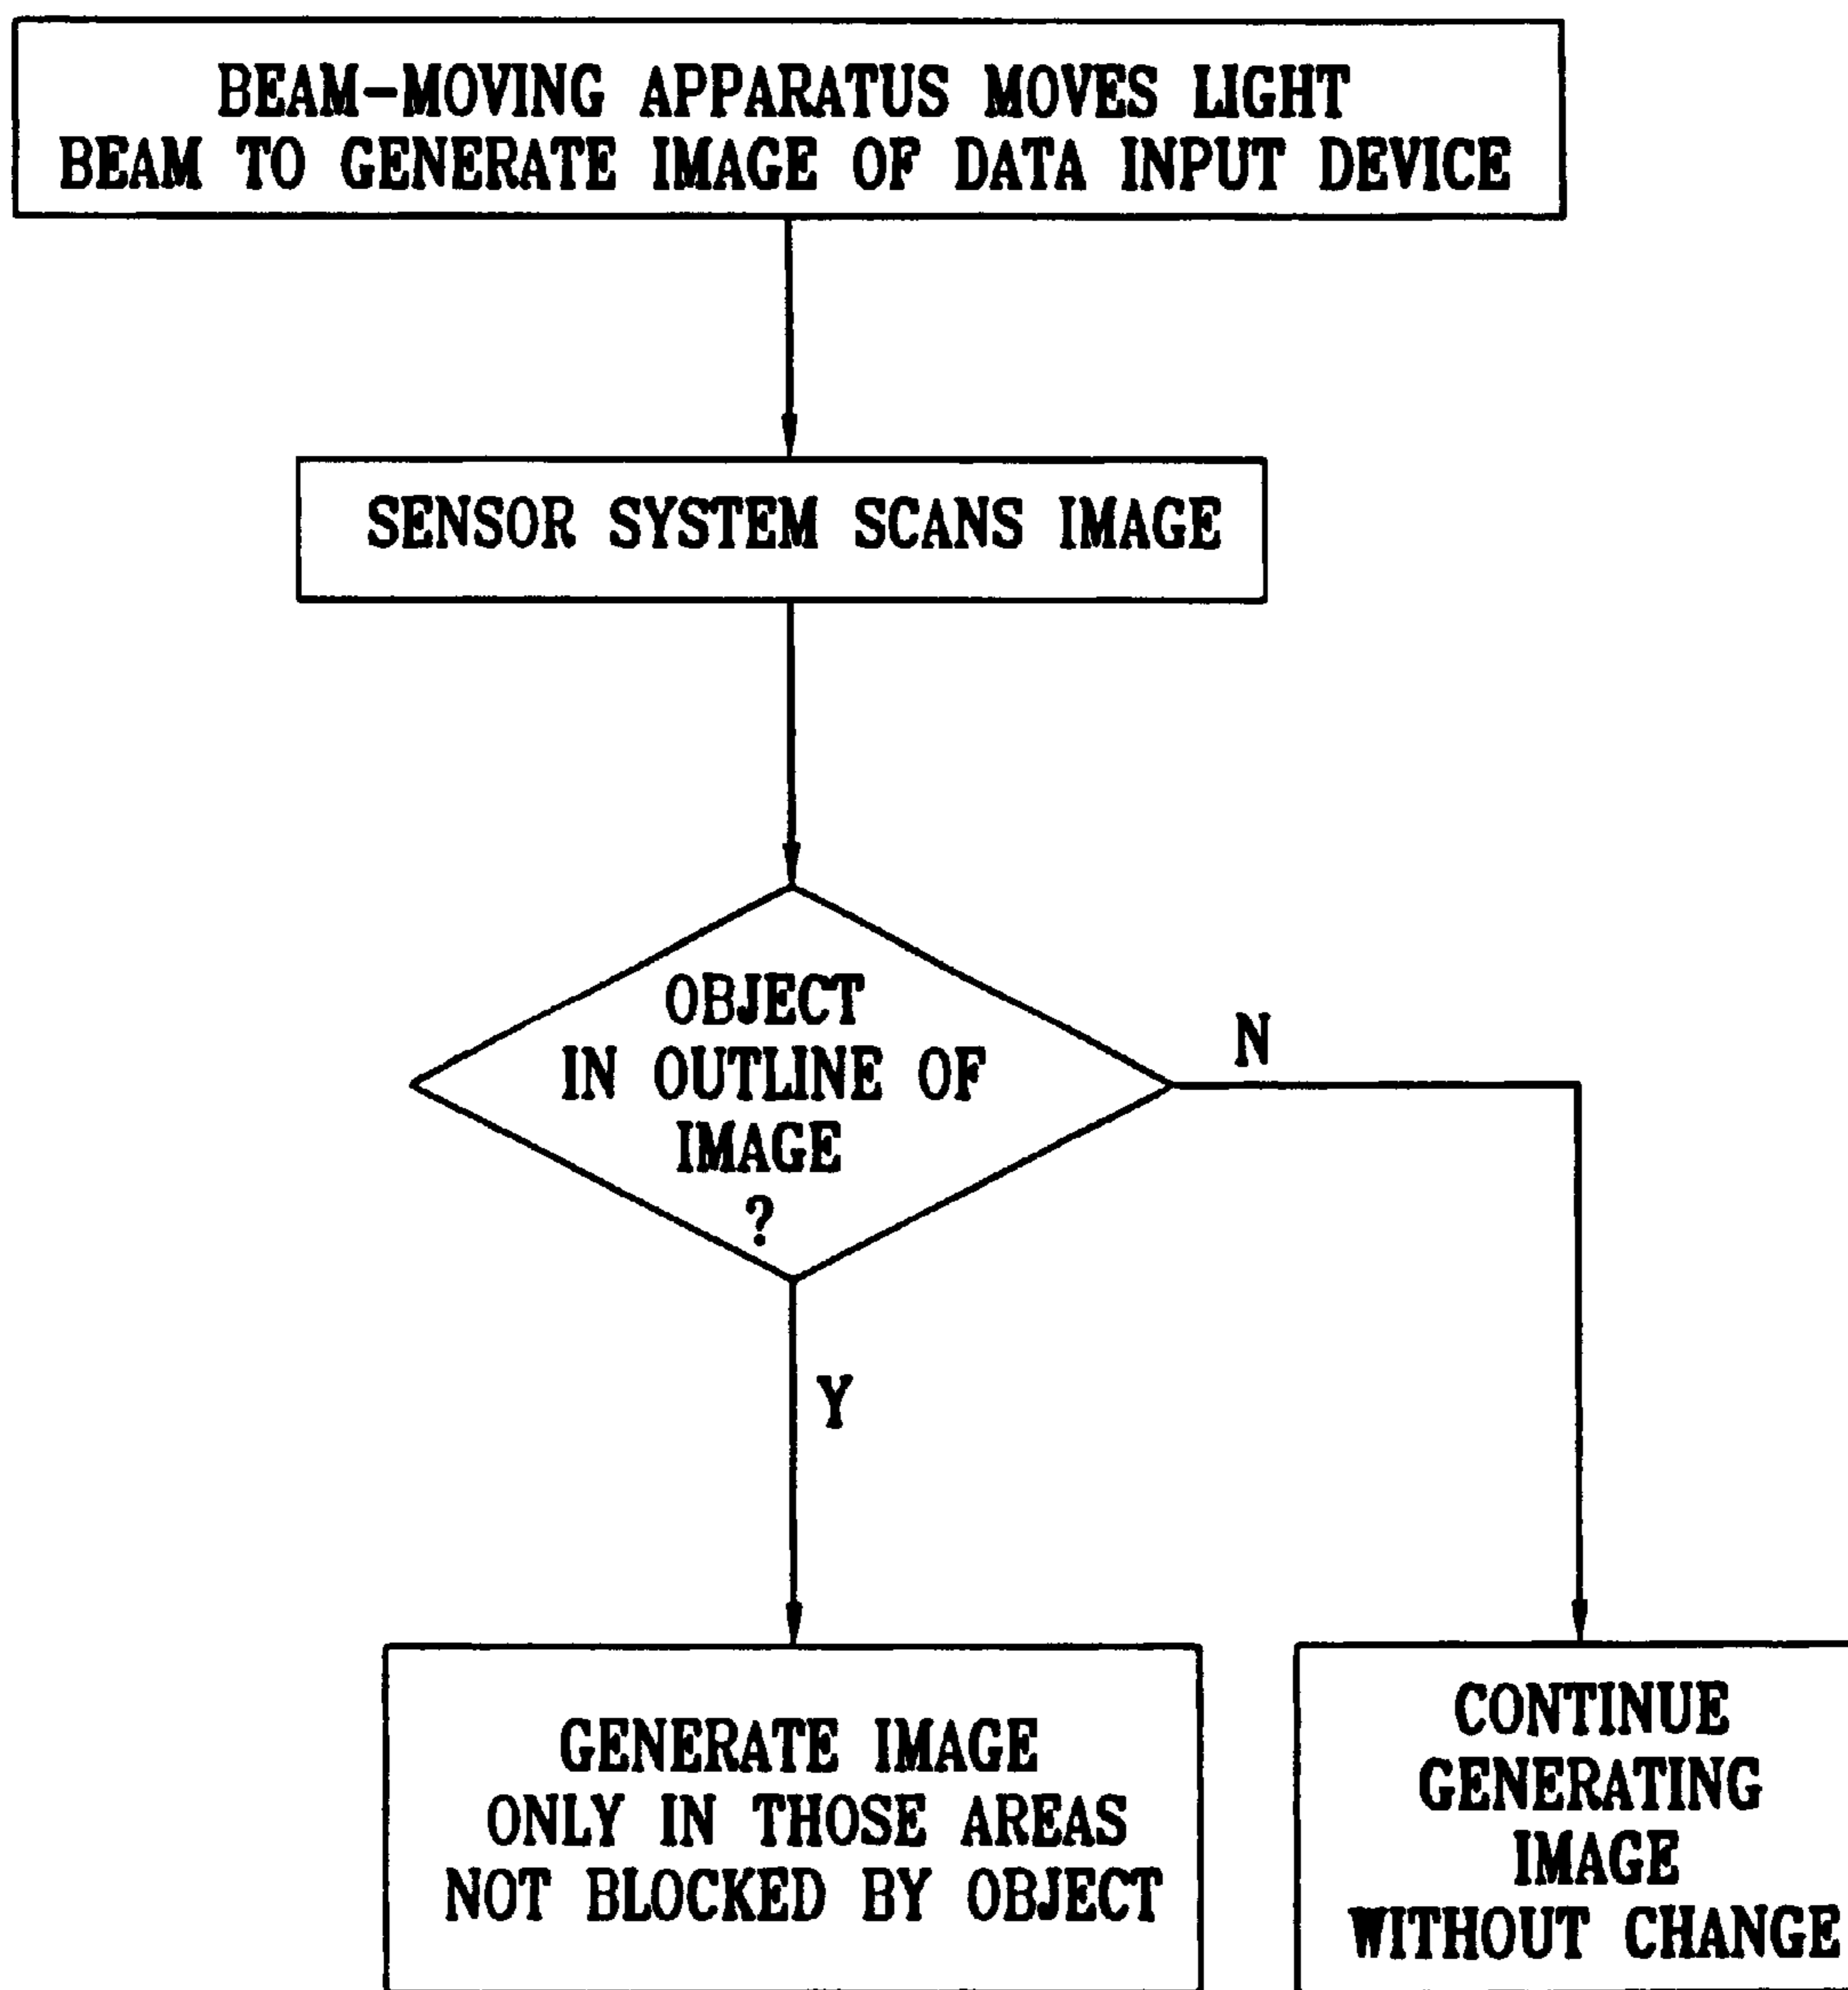 BEAM-MOVING APPARATUS MOVES LIGHT
BEAM TO GENERATE IMAGE OF DATA INPUT DEVICE
SENSOR SYSTEM SCANS IMAGE
OBJECT
IN OUTLINE OF
IMAGE
?
N
Y
GENERATE IMAGE
ONLY IN THOSE AREAS
NOT BLOCKED BY OBJECT
CONTINUE
GENERATING
IMAGE
WITHOUT CHANGE